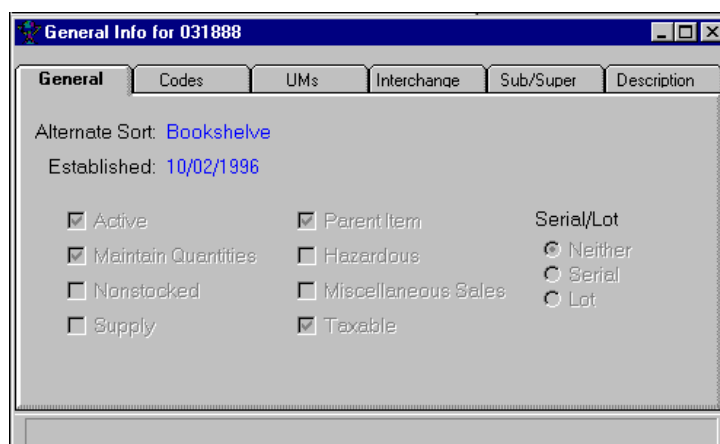 General Info for 031888
General Codes UMs Interchange Sub/Super Description
Alternate Sort: Bookshelve
Established: 10/02/1996
Active Parent Item Serial/Lot
Maintain Quantities Hazardous Neither
Nonstocked Miscellaneous Sales Serial
Supply Taxable Lot